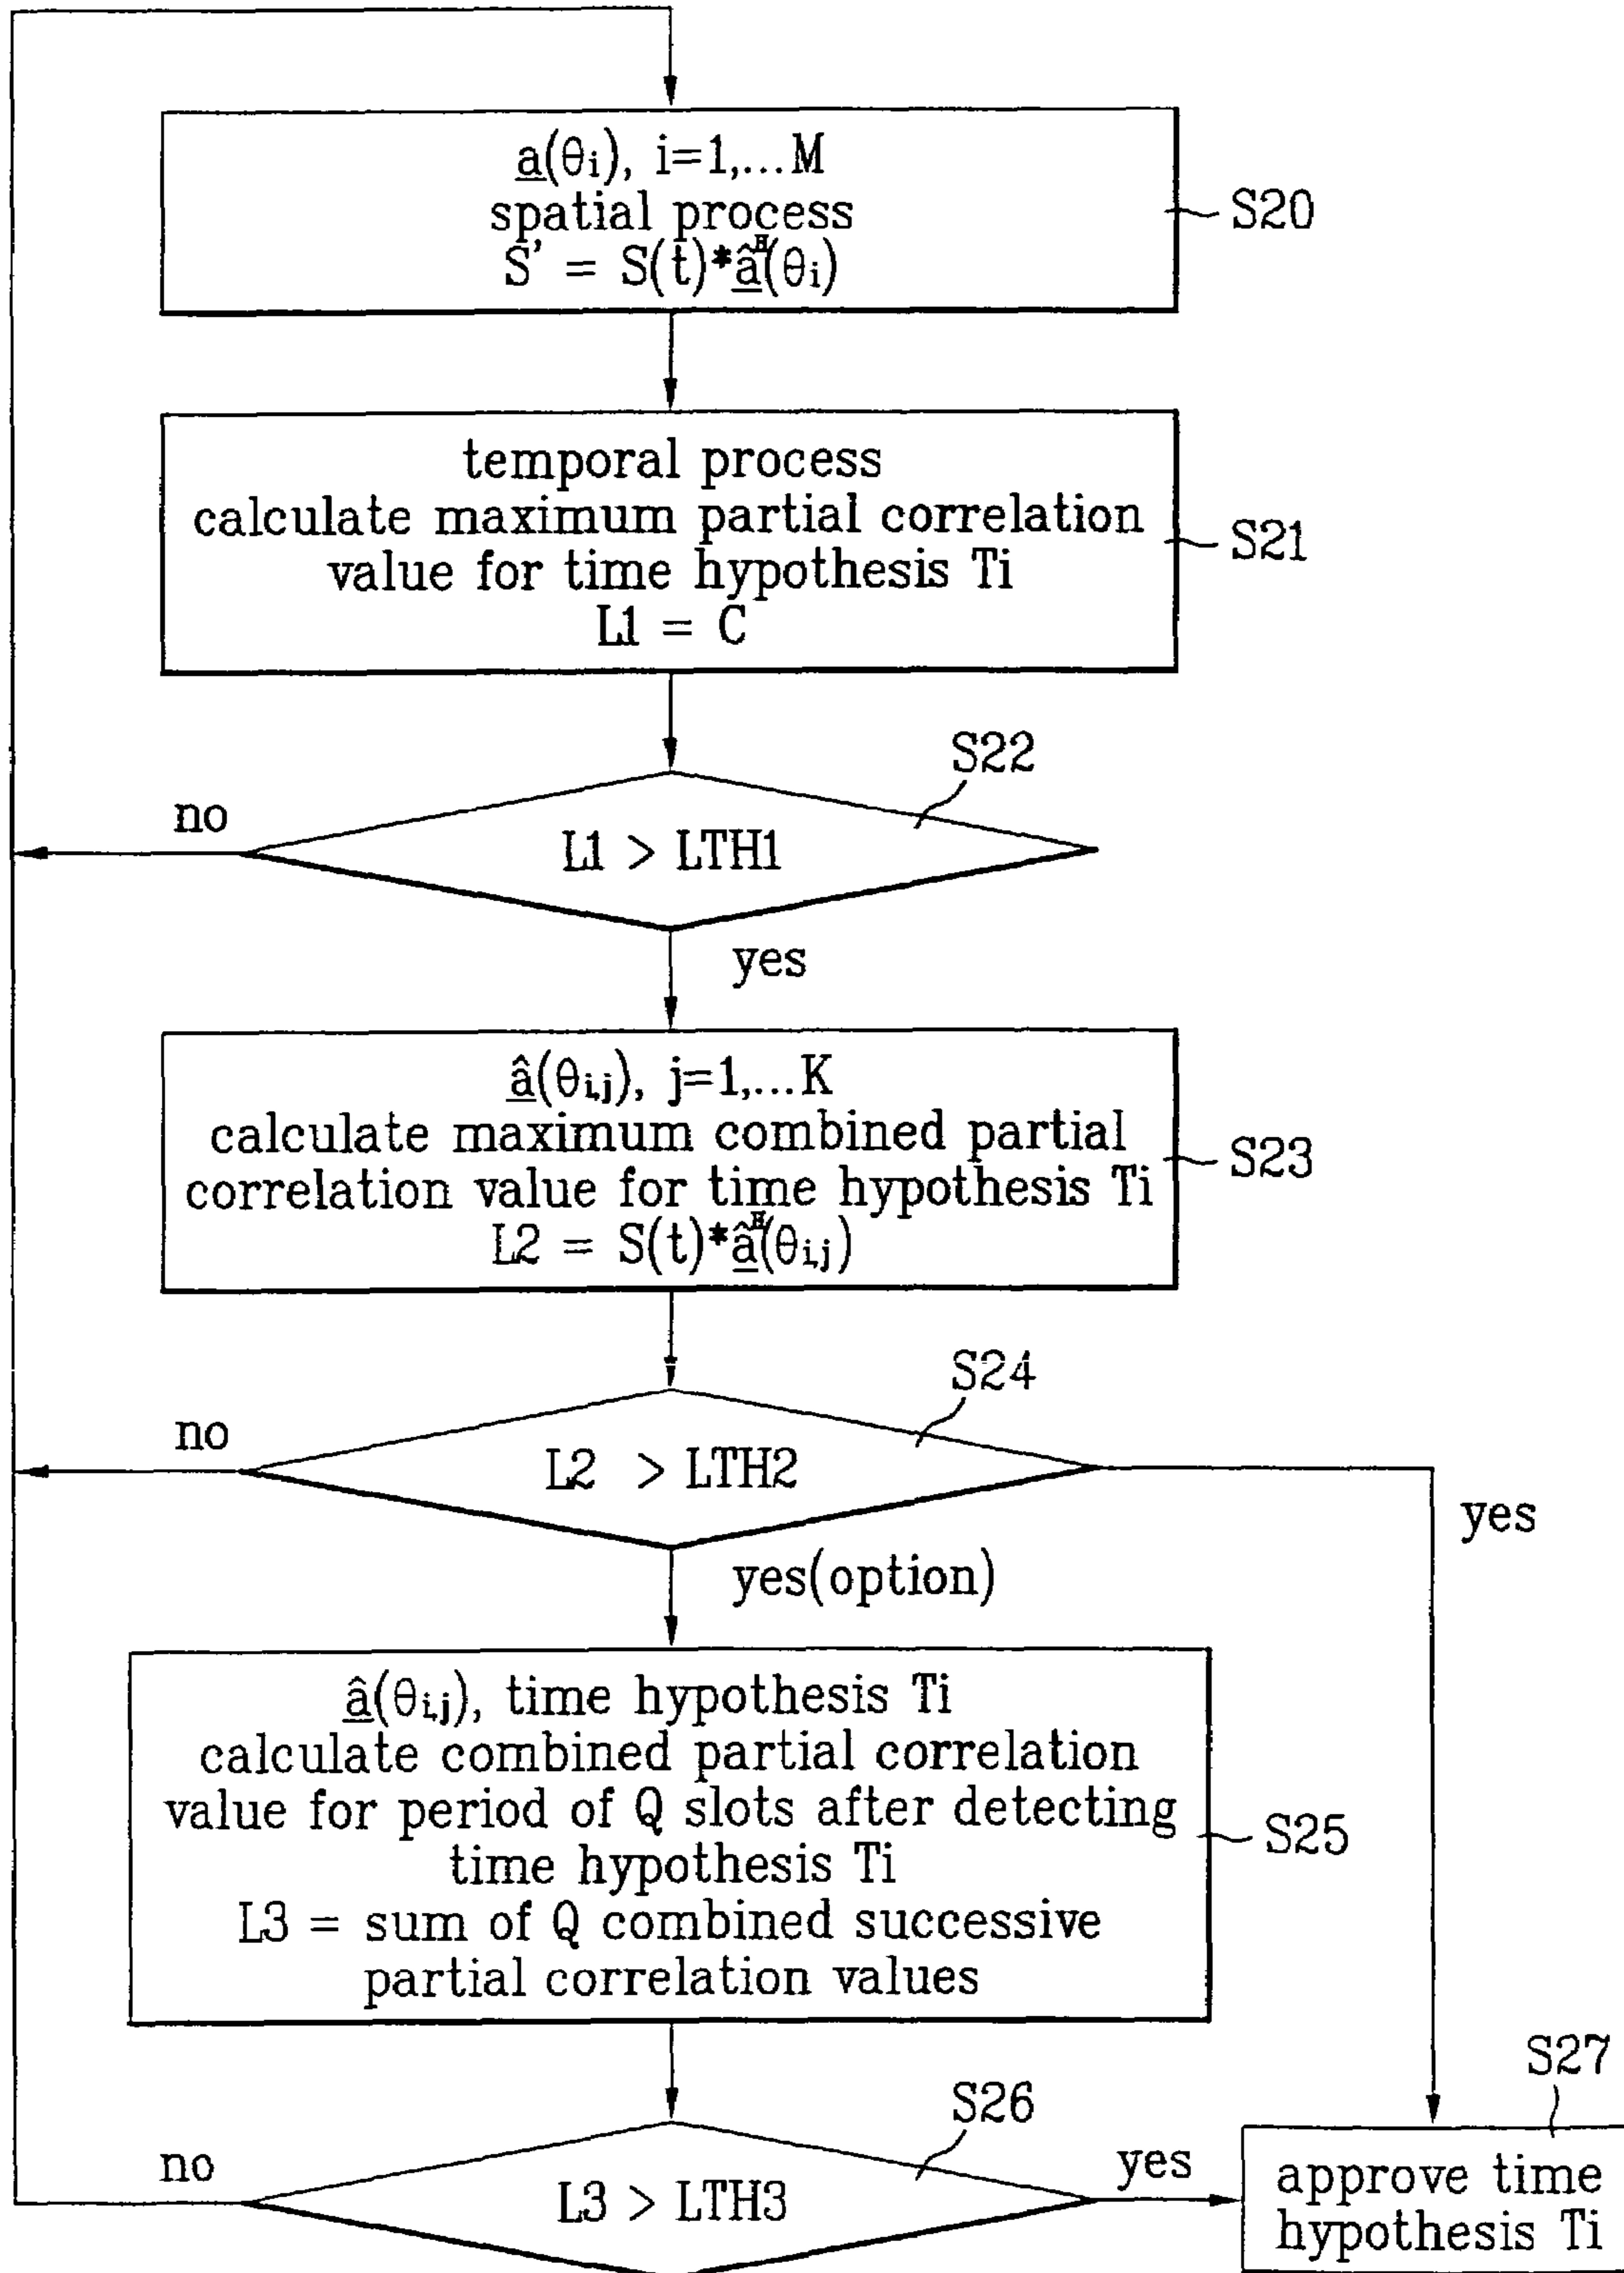 a(θi), i=1,...M
spatial process
S' = S(t)*â^H(θi)
S20
temporal process
calculate maximum partial correlation
value for time hypothesis Ti
L1 = C
S21
S22
no
L1 > LTH1
yes
â(θi,j), j=1,...K
calculate maximum combined partial
correlation value for time hypothesis Ti
L2 = S(t)*â^H(θi,j)
S23
S24
no
L2 > LTH2
yes
yes(option)
â(θi,j), time hypothesis Ti
calculate combined partial correlation
value for period of Q slots after detecting
time hypothesis Ti
L3 = sum of Q combined successive
partial correlation values
S25
S27
S26
no
L3 > LTH3
yes
approve time
hypothesis Ti